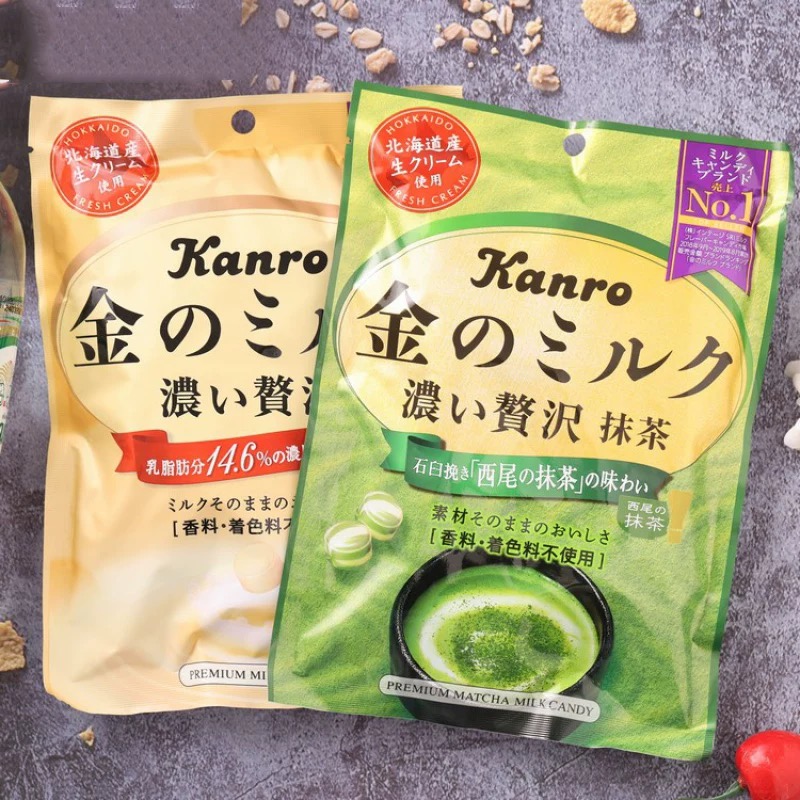 HOKKAIDO
北海道産
生クリーム
使用
FRESH CREAM
Kanro
金のミル
濃い贅沢
乳脂肪分14.6%の濃
ミルクそのままの
[香料・着色料不
PREMIUM MI
HOKKAIDO
北海道産
生クリーム
使用
FRESH CREAM
ミルク
キャンディ
ブランド
売上
No.1
Kanro
金のミルク
濃い贅沢 抹茶
石臼挽き「西尾の抹茶」の味わい
西尾の
抹茶
素材そのままのおいしさ
[香料・着色料不使用]
PREMIUM MATCHA MILK CANDY